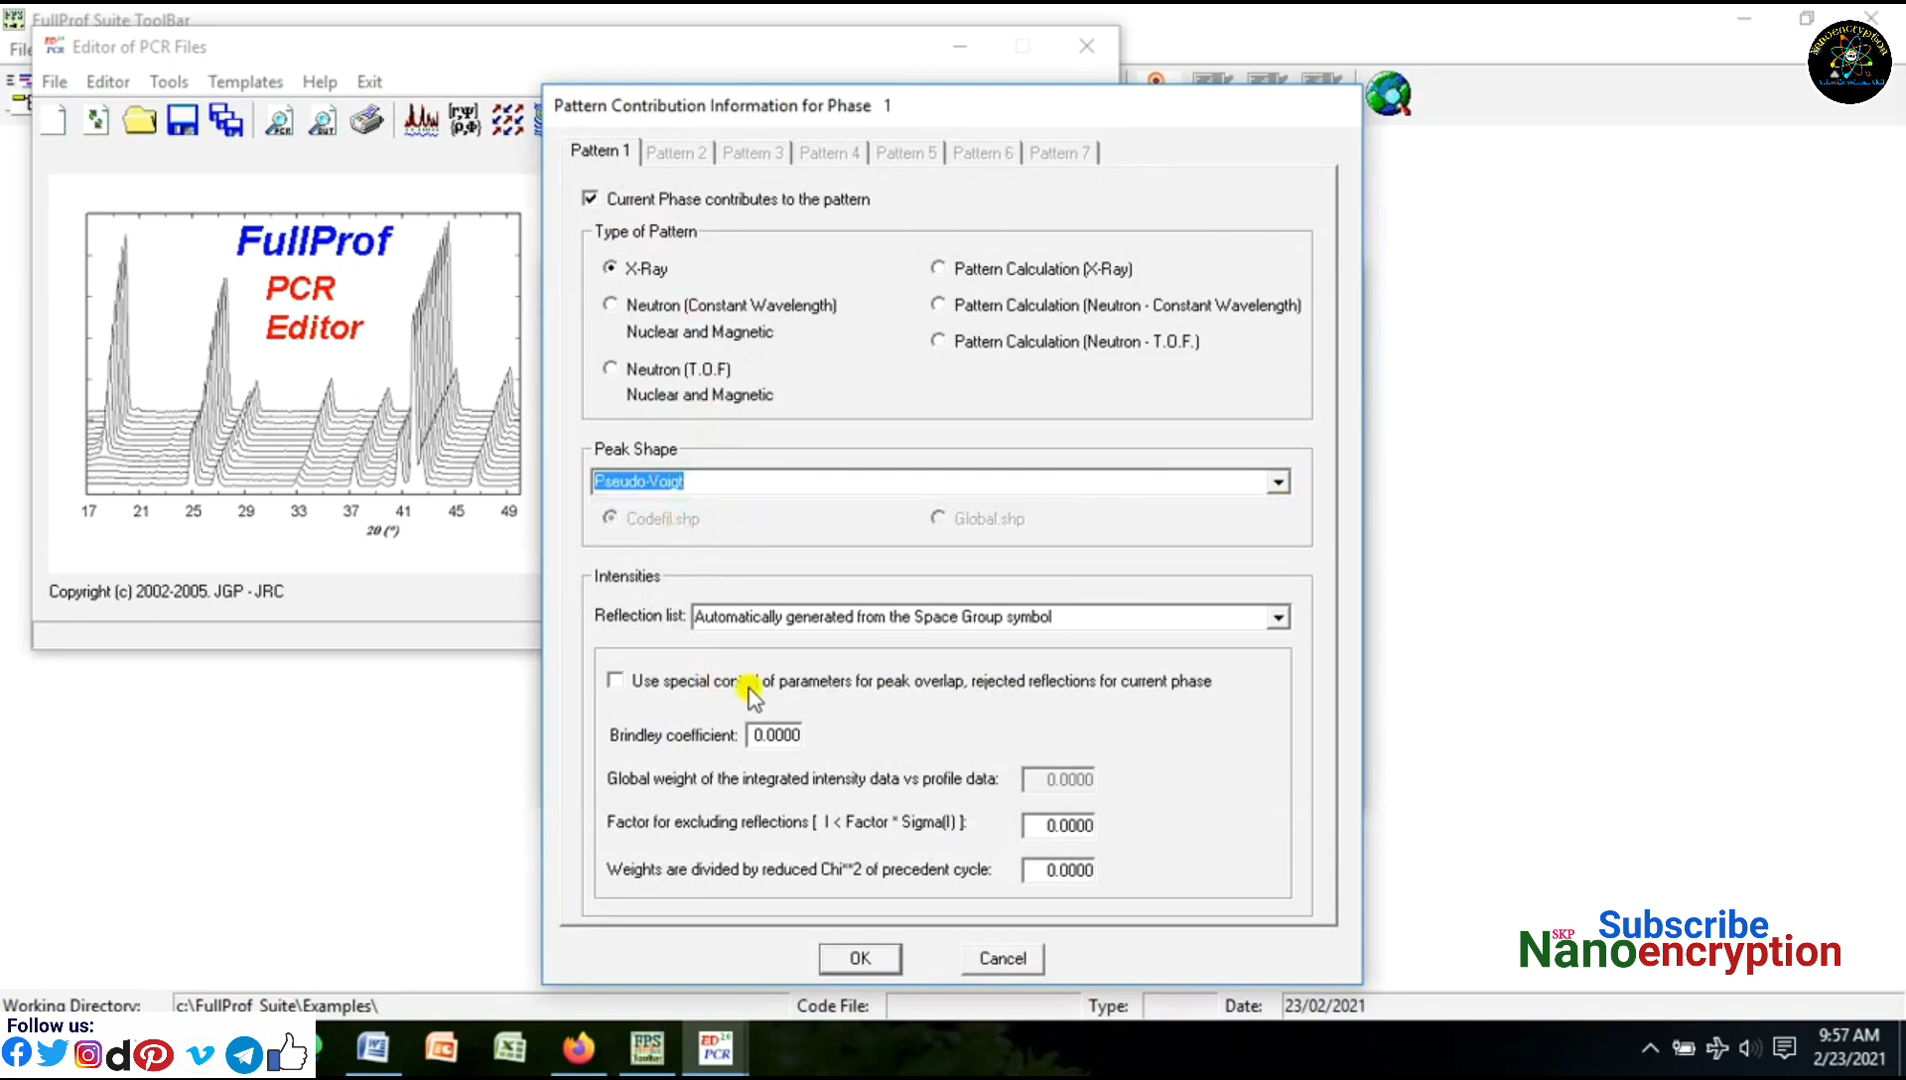 FullProf Suite ToolBar
Editor of PCR Files
File Editor Tools Templates Help Exit
FullProf
PCR
Editor
17 21 25 29 33 37 41 45 49
2θ (°)
Copyright (c) 2002-2005. JGP - JRC
Pattern Contribution Information for Phase 1
Pattern 1 Pattern 2 Pattern 3 Pattern 4 Pattern 5 Pattern 6 Pattern 7
Current Phase contributes to the pattern
Type of Pattern
X-Ray
Pattern Calculation (X-Ray)
Neutron (Constant Wavelength)
Nuclear and Magnetic
Pattern Calculation (Neutron - Constant Wavelength)
Pattern Calculation (Neutron - T.O.F.)
Neutron (T.O.F)
Nuclear and Magnetic
Peak Shape
Pseudo-Voigt
Codefil.shp
Global.shp
Intensities
Reflection list: Automatically generated from the Space Group symbol
Use special of parameters for peak overlap, rejected reflections for current phase
Brindley coefficient: 0.0000
Global weight of the integrated intensity data vs profile data: 0.0000
Factor for excluding reflections [ I < Factor * Sigma(I) ]: 0.0000
Weights are divided by reduced Chi**2 of precedent cycle: 0.0000
OK Cancel
Subscribe
SKP
Nanoencryption
Working Directory: c:\FullProf_Suite\Examples\ Code File: Type: Date: 23/02/2021
Follow us:
9:57 AM
2/23/2021